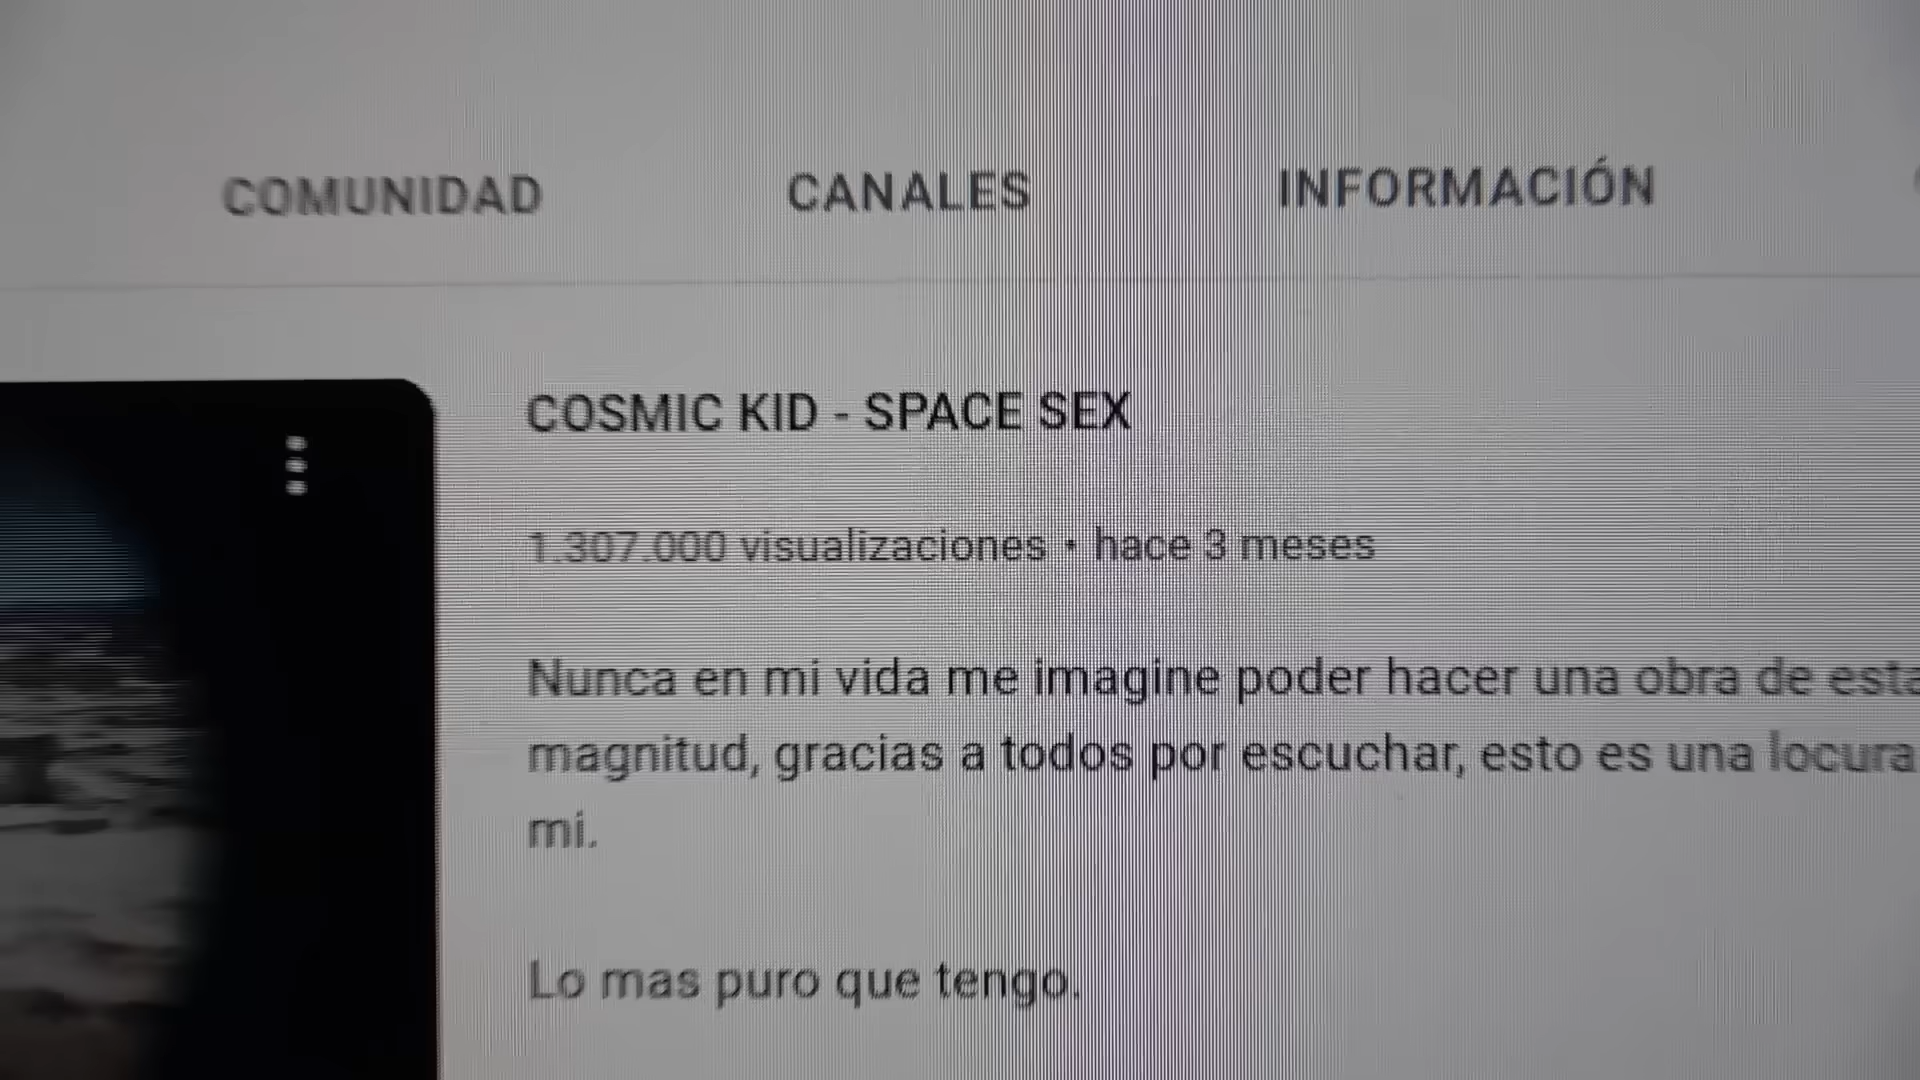 COMUNIDAD CANALES INFORMACIÓN
COSMIC KID - SPACE SEX
1.307.000 visualizaciones • hace 3 meses
Nunca en mi vida me imagine poder hacer una obra de esta
magnitud, gracias a todos por escuchar, esto es una locura
mi.
Lo mas puro que tengo.